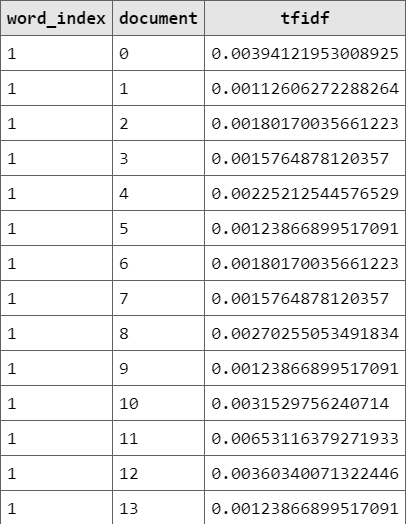 word_index document tfidf
1 0 0.00394121953008925
1 1 0.00112606272288264
1 2 0.00180170035661223
1 3 0.0015764878120357
1 4 0.00225212544576529
1 5 0.00123866899517091
1 6 0.00180170035661223
1 7 0.0015764878120357
1 8 0.00270255053491834
1 9 0.00123866899517091
1 10 0.0031529756240714
1 11 0.00653116379271933
1 12 0.00360340071322446
1 13 0.00123866899517091